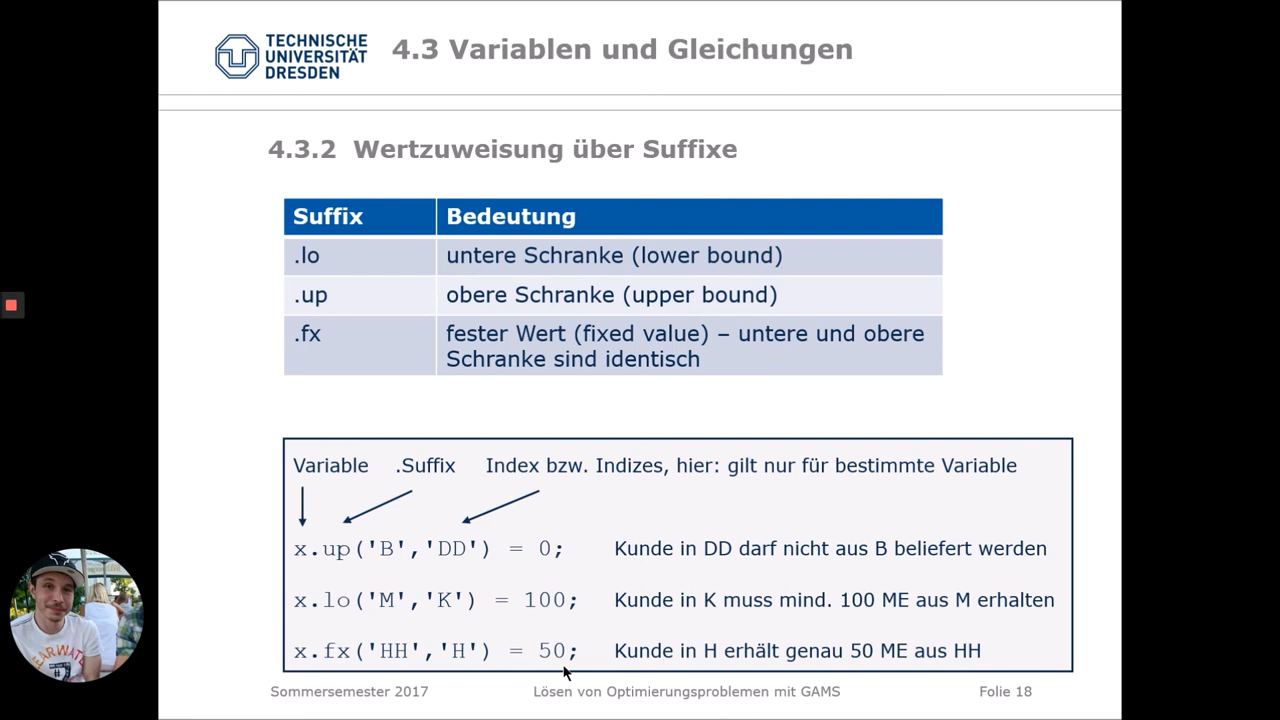 TECHNISCHE
UNIVERSITÄT
DRESDEN
4.3 Variablen und Gleichungen
4.3.2 Wertzuweisung über Suffixe
Suffix Bedeutung
.lo untere Schranke (lower bound)
.up obere Schranke (upper bound)
.fx fester Wert (fixed value) – untere und obere
Schranke sind identisch
Variable .Suffix Index bzw. Indizes, hier: gilt nur für bestimmte Variable
x.up('B','DD') = 0; Kunde in DD darf nicht aus B beliefert werden
x.lo('M','K') = 100; Kunde in K muss mind. 100 ME aus M erhalten
x.fx('HH','H') = 50; Kunde in H erhält genau 50 ME aus HH
Sommersemester 2017 Lösen von Optimierungsproblemen mit GAMS Folie 18